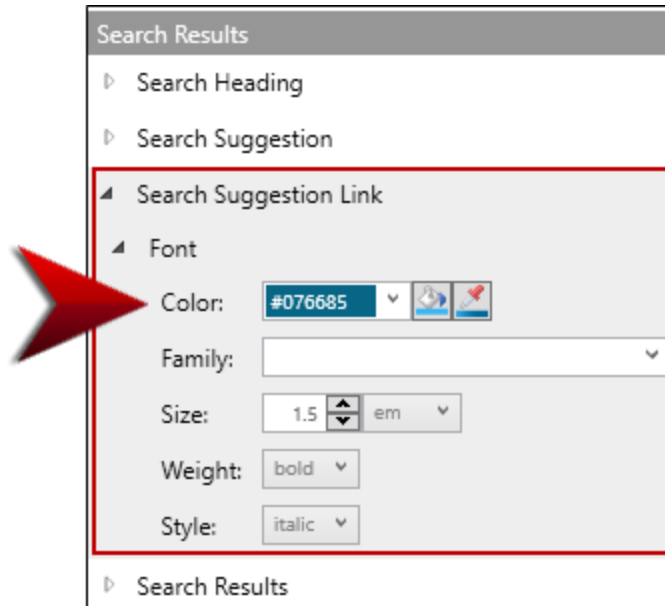 Search Results
Search Heading
Search Suggestion
Search Suggestion Link
Font
Color: #076685
Family:
Size: 1.5 em
Weight: bold
Style: italic
Search Results